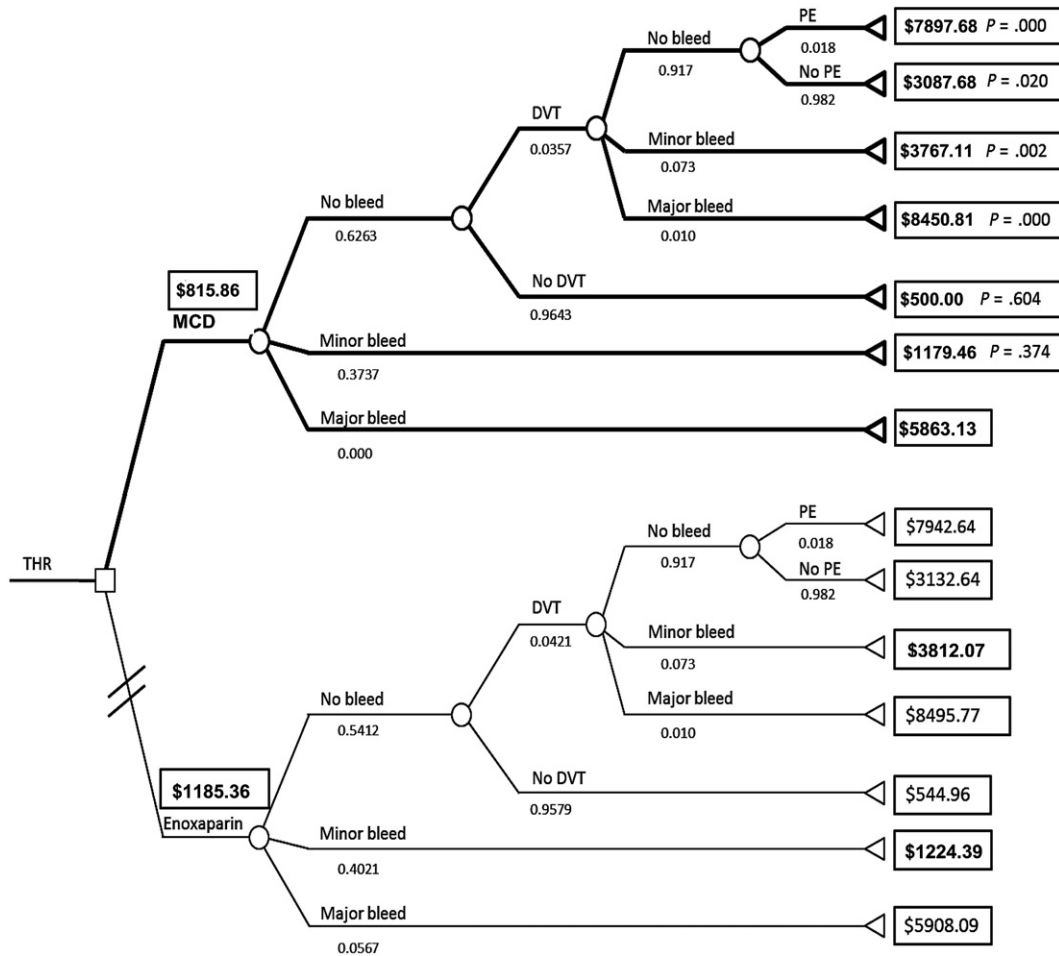 PE
$7897.68 P = .000
No bleed
0.018
0.917
No PE
$3087.68 P = .020
0.982
DVT
0.0357
Minor bleed
$3767.11 P = .002
0.073
No bleed
Major bleed
$8450.81 P = .000
0.6263
0.010
$815.86
No DVT
$500.00 P = .604
0.9643
MCD
Minor bleed
$1179.46 P = .374
0.3737
Major bleed
$5863.13
0.000
PE
$7942.64
No bleed
0.018
0.917
No PE
$3132.64
0.982
THR
DVT
0.0421
Minor bleed
$3812.07
0.073
No bleed
Major bleed
$8495.77
0.5412
0.010
$1185.36
No DVT
$544.96
0.9579
Enoxaparin
Minor bleed
$1224.39
0.4021
Major bleed
$5908.09
0.0567